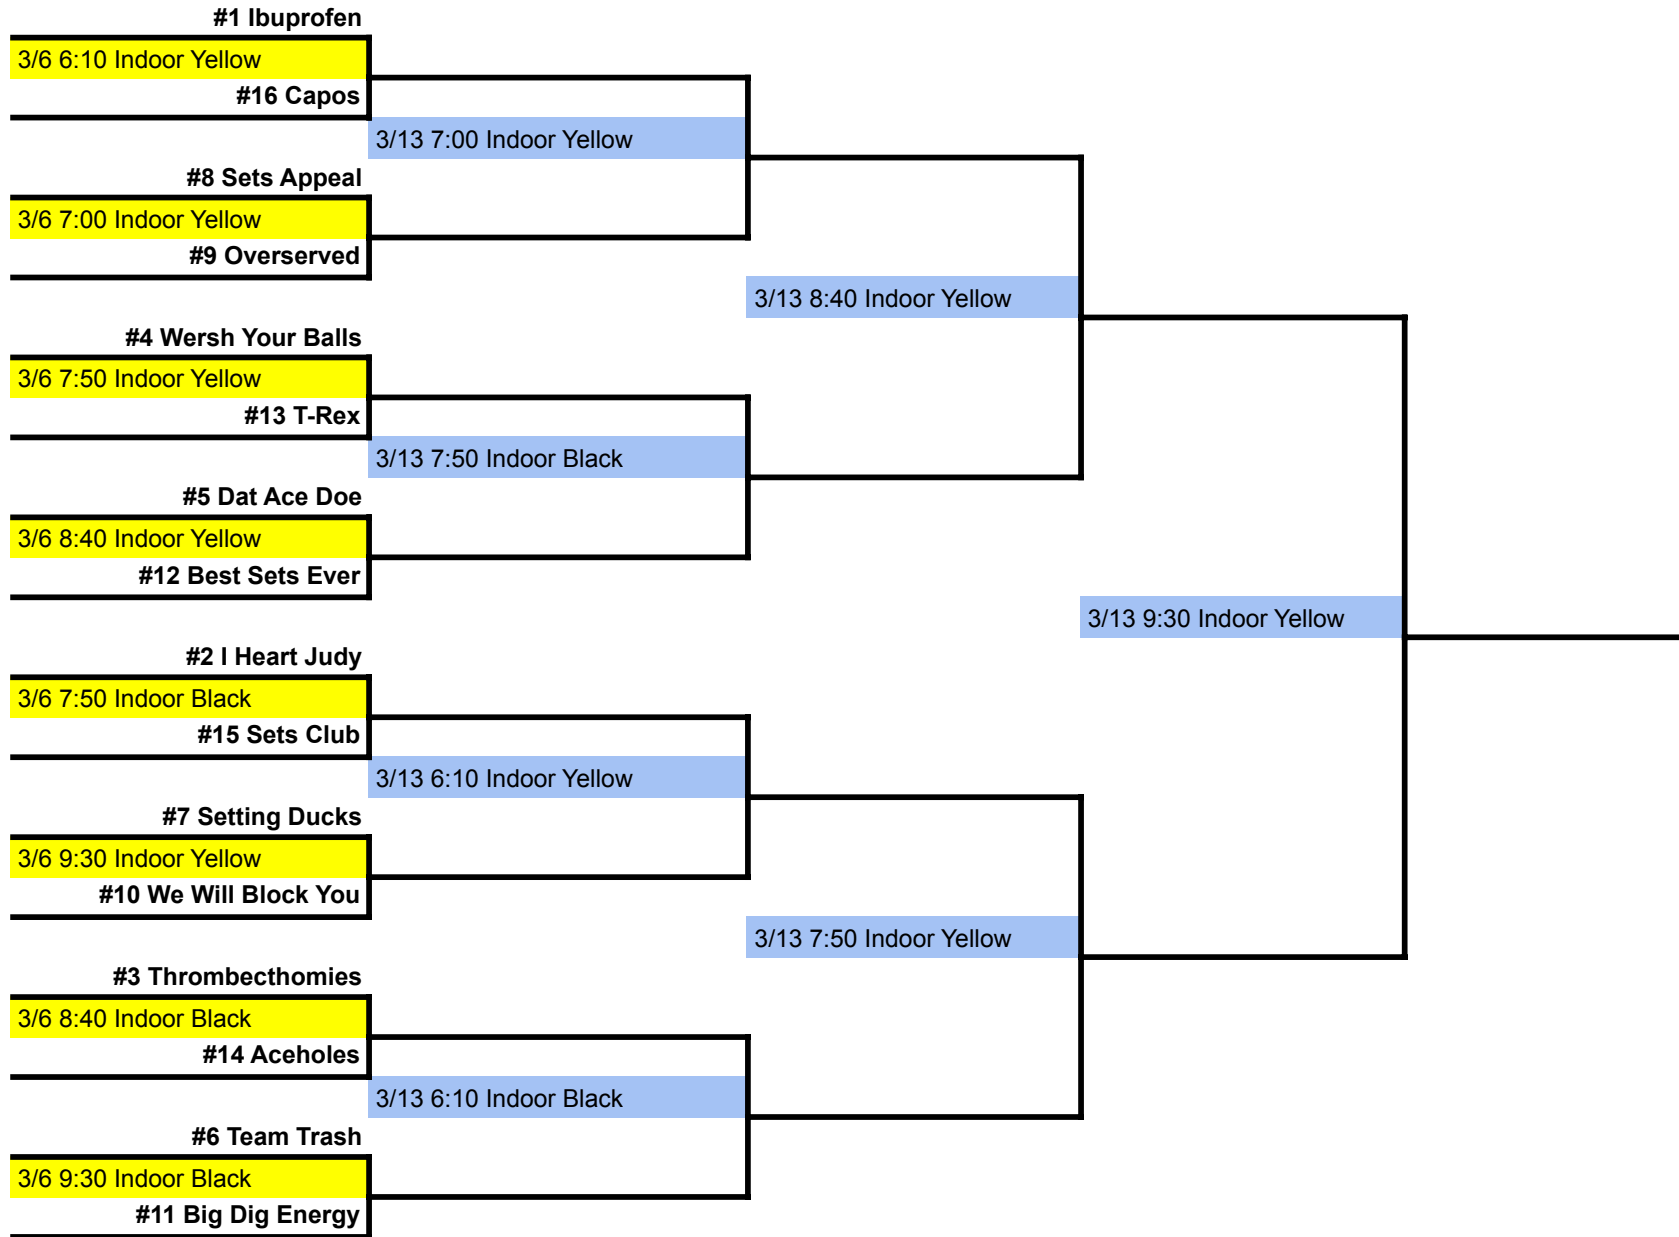 #1 Ibuprofen
3/6 6:10 Indoor Yellow
#16 Capos
3/13 7:00 Indoor Yellow
#8 Sets Appeal
3/6 7:00 Indoor Yellow
#9 Overserved
3/13 8:40 Indoor Yellow
#4 Wersh Your Balls
3/6 7:50 Indoor Yellow
#13 T-Rex
3/13 7:50 Indoor Black
#5 Dat Ace Doe
3/6 8:40 Indoor Yellow
#12 Best Sets Ever
3/13 9:30 Indoor Yellow
#2 I Heart Judy
3/6 7:50 Indoor Black
#15 Sets Club
3/13 6:10 Indoor Yellow
#7 Setting Ducks
3/6 9:30 Indoor Yellow
#10 We Will Block You
3/13 7:50 Indoor Yellow
#3 Thrombecthomies
3/6 8:40 Indoor Black
#14 Aceholes
3/13 6:10 Indoor Black
#6 Team Trash
3/6 9:30 Indoor Black
#11 Big Dig Energy